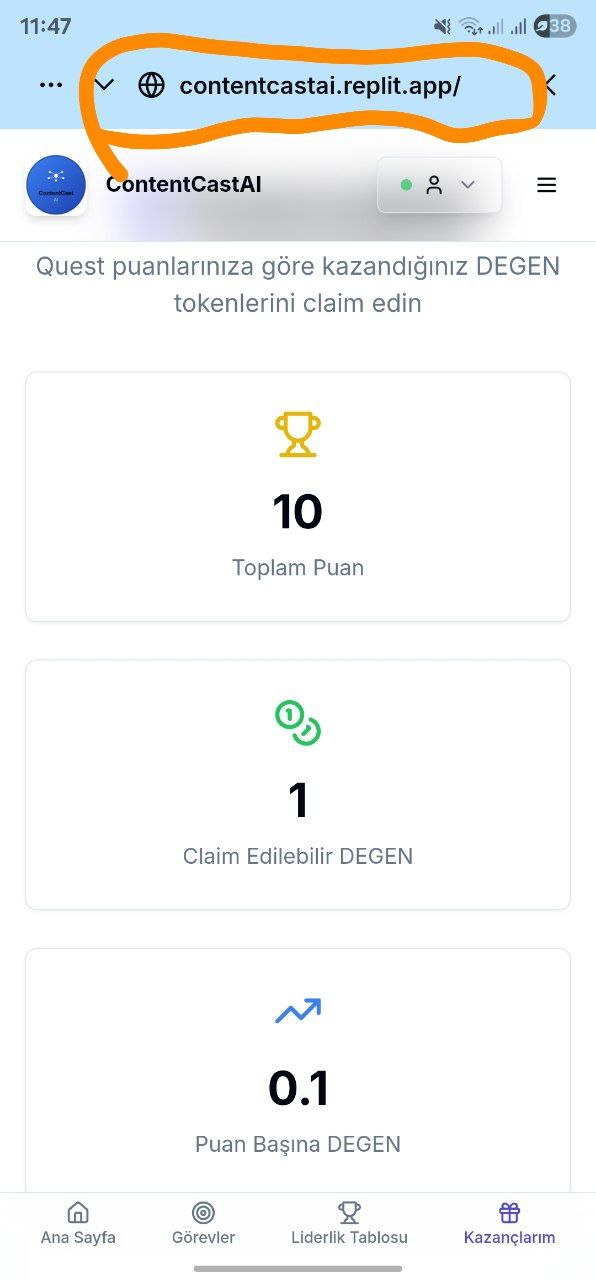 11:47
38
contentcastai.replit.app/
ContentCast
AI
ContentCastAI
Quest puanlarınıza göre kazandığınız DEGEN
tokenlerini claim edin
10
Toplam Puan
1
Claim Edilebilir DEGEN
0.1
Puan Başına DEGEN
Ana Sayfa
Görevler
Liderlik Tablosu
Kazançlarım